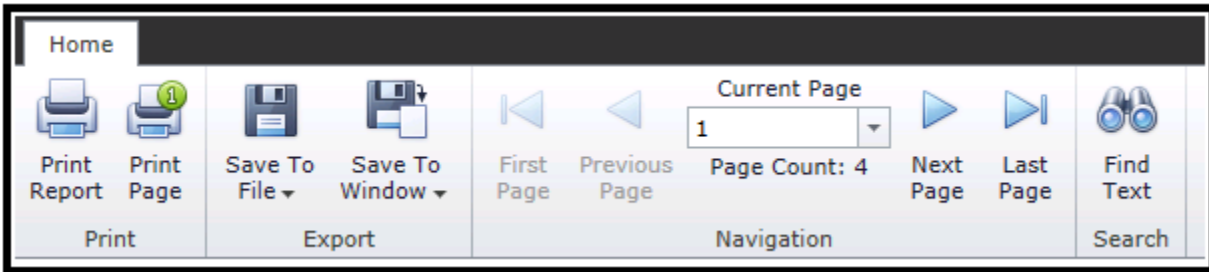 Home
Print Report
Print Page
1
Save To File
Save To Window
First Page
Previous Page
Current Page
1
Page Count: 4
Next Page
Last Page
Find Text
Print
Export
Navigation
Search